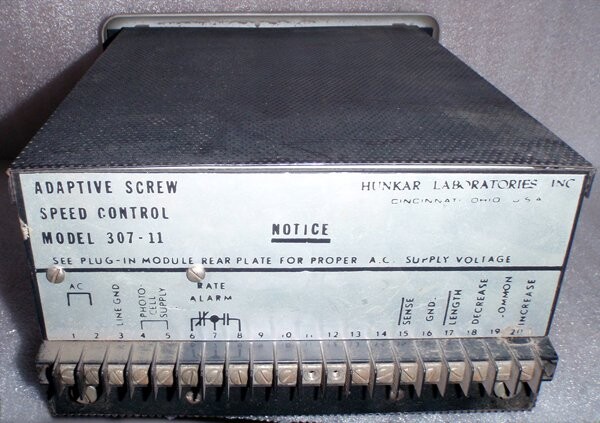 ADAPTIVE SCREW
SPEED CONTROL
MODEL 307-11
HUNKAR LABORATORIES INC
CINCINNATI OHIO, U.S.A
NOTICE
SEE PLUG-IN MODULE REAR PLATE FOR PROPER A.C. SUPPLY VOLTAGE
AC
LINE GND
PHOTO
CELL
SUPPLY
RATE
ALARM
SENSE
GND.
LENGTH
DECREASE
COMMON
INCREASE
1 2 3 4 5 6 7 8 9 10 11 12 13 14 15 16 17 18 19 20